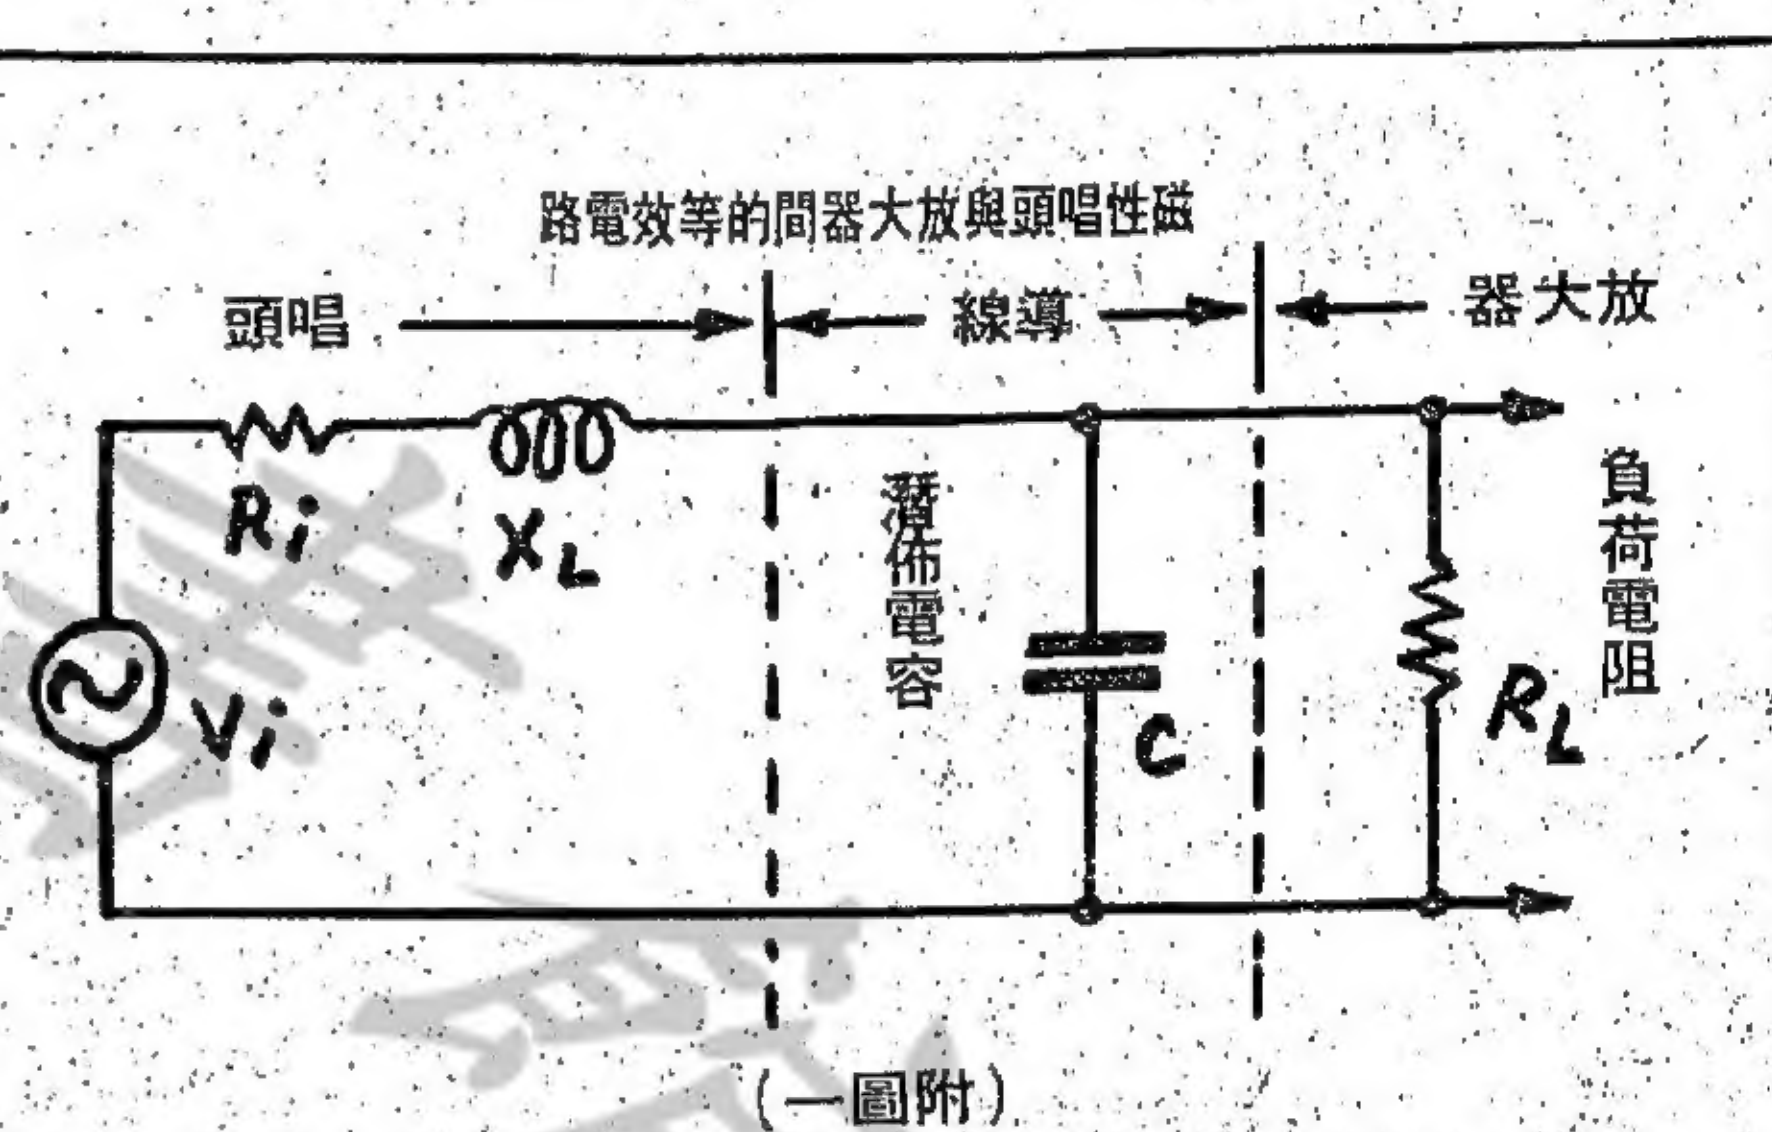 磁性唱頭與放大器間的等效電路
唱頭
導線
放大器
Ri
XL
Vi
潛佈電容
C
負荷電阻
RL
(附圖一)